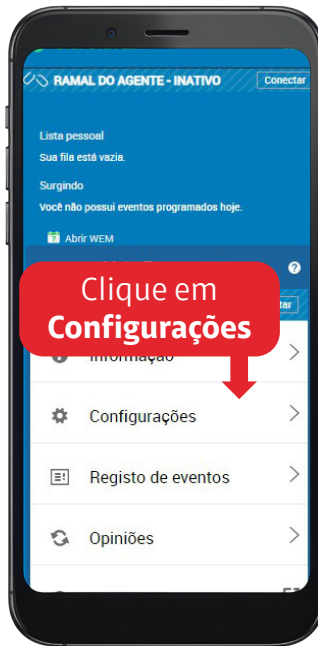 RAMAL DO AGENTE - INATIVO
Conectar
Lista pessoal
Sua fila está vazia.
Surgindo
Você não possui eventos programados hoje.
Abrir WEM
Clique em
Configurações
Informação
Configurações
Registo de eventos
Opiniões